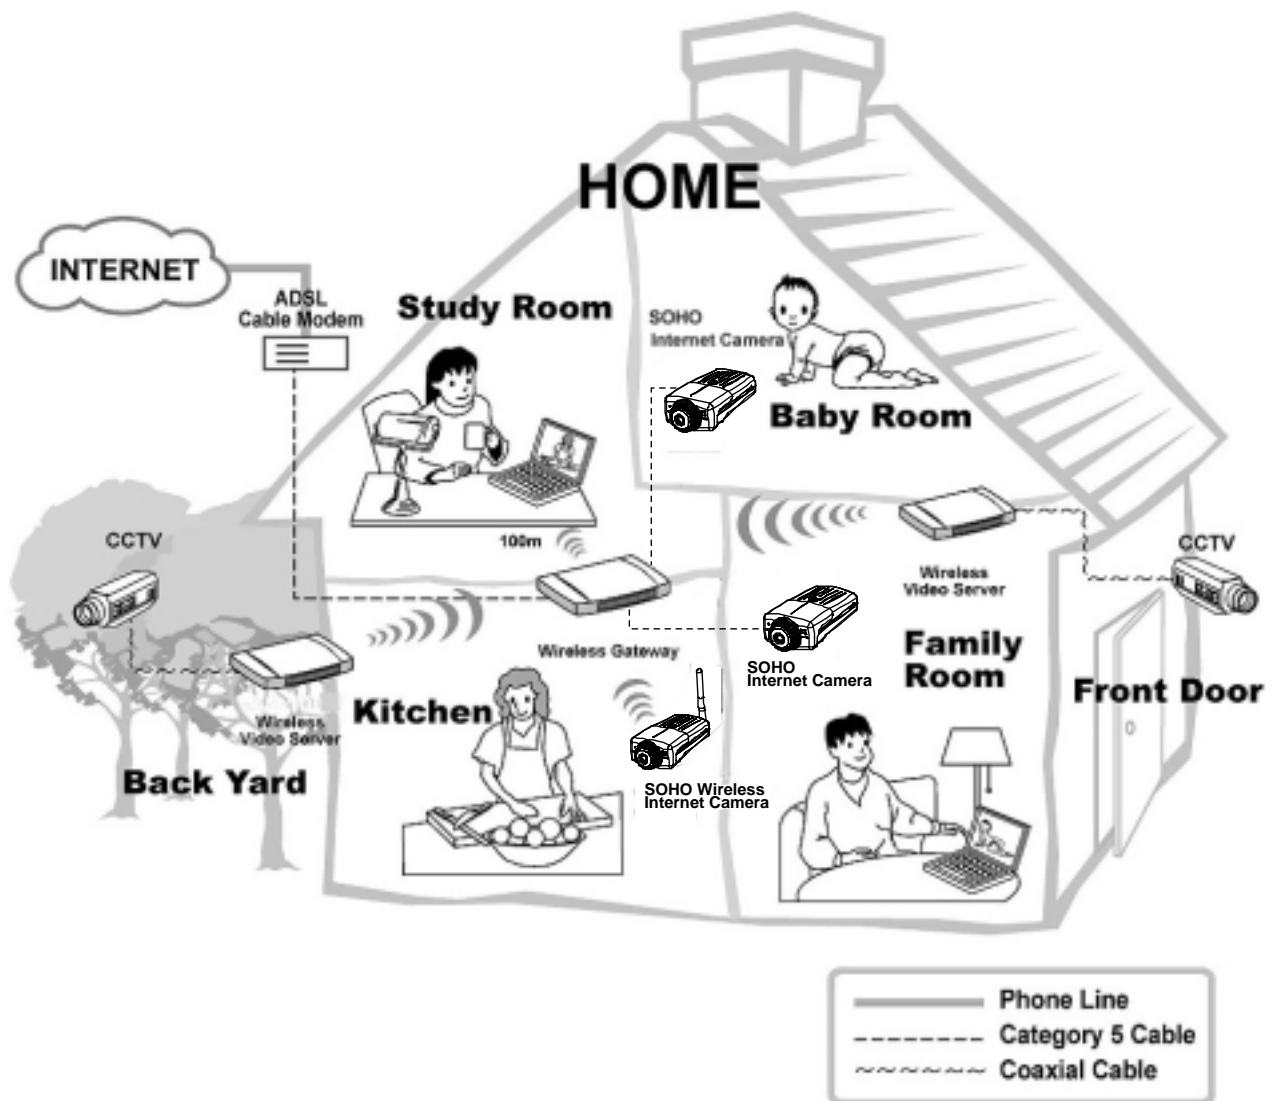 HOME
INTERNET
ADSL
Cable Modem
Study Room
SOHO
Internet Camera
Baby Room
CCTV
100m
Wireless
Video Server
CCTV
Wireless Gateway
SOHO
Internet Camera
Family
Room
Front Door
Kitchen
Wireless
Video Server
Back Yard
SOHO Wireless
Internet Camera
Phone Line
Category 5 Cable
Coaxial Cable